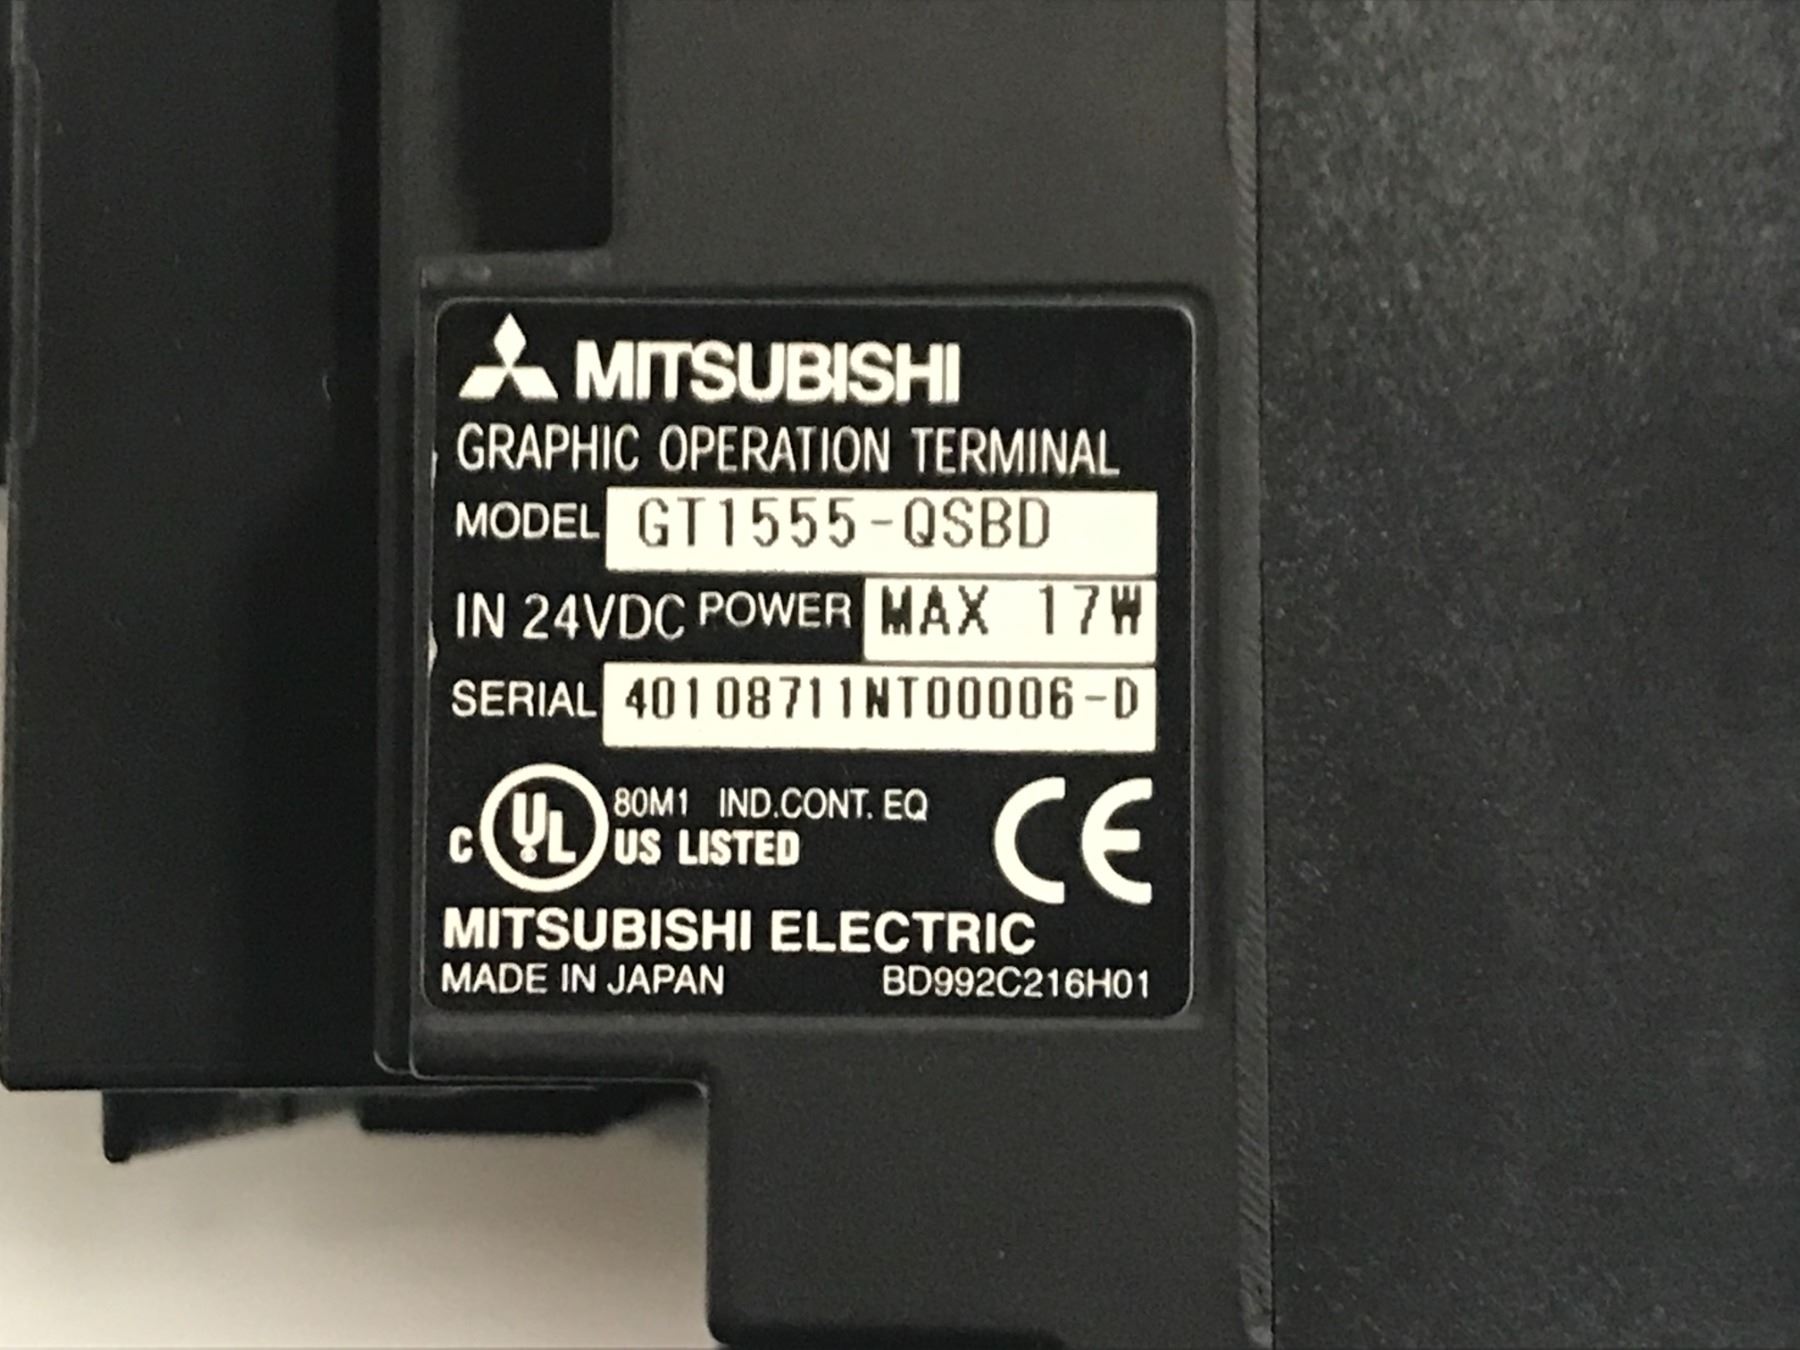 MITSUBISHI
GRAPHIC OPERATION TERMINAL
MODEL GT1555-QSBD
IN 24VDC POWER MAX 17W
SERIAL 40108711NT00006-D
C UL 80M1 IND.CONT. EQ CE
US LISTED
MITSUBISHI ELECTRIC
MADE IN JAPAN BD992C216H01